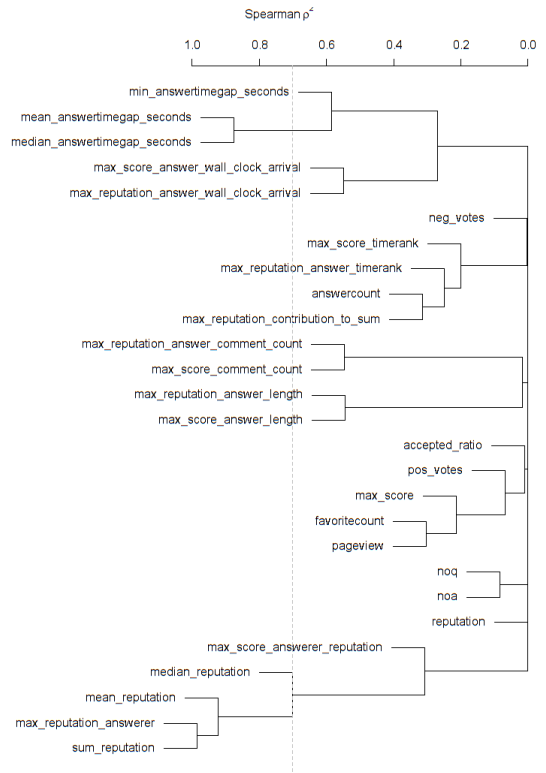 Spearman ρ²
1.0 0.8 0.6 0.4 0.2 0.0
min_answertimegap_seconds
mean_answertimegap_seconds
median_answertimegap_seconds
max_score_answer_wall_clock_arrival
max_reputation_answer_wall_clock_arrival
neg_votes
max_score_timerank
max_reputation_answer_timerank
answercount
max_reputation_contribution_to_sum
max_reputation_answer_comment_count
max_score_comment_count
max_reputation_answer_length
max_score_answer_length
accepted_ratio
pos_votes
max_score
favoritecount
pageview
noq
noa
reputation
max_score_answerer_reputation
median_reputation
mean_reputation
max_reputation_answerer
sum_reputation